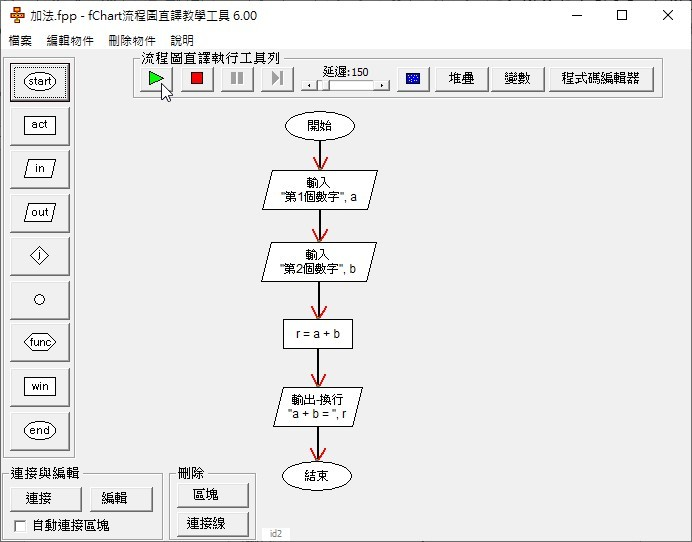 加法.fpp - fChart流程圖直譯教學工具 6.00
檔案 編輯物件 刪除物件 說明
流程圖直譯執行工具列
延遲:150
堆疊 變數 程式碼編輯器
start
act
in
out
i
func
win
end
開始
輸入
"第1個數字", a
輸入
"第2個數字", b
r = a + b
輸出-換行
"a + b = ", r
結束
連接與編輯
連接 編輯
自動連接區塊
刪除
區塊
連接線
id2